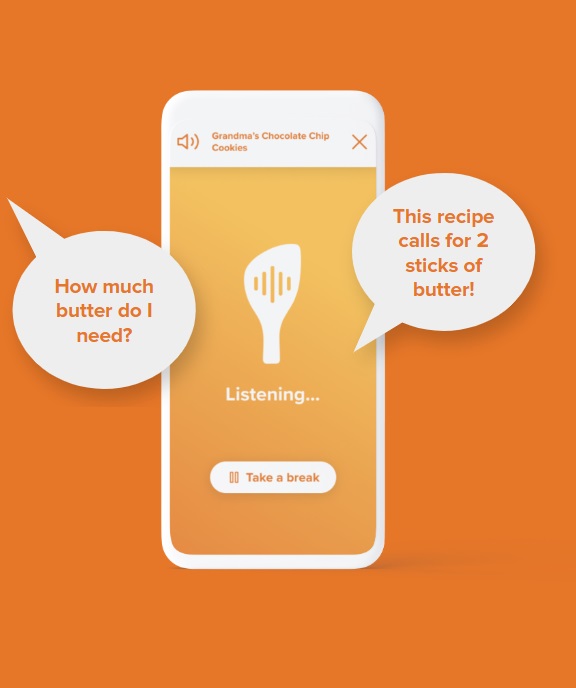 Grandma's Chocolate Chip
Cookies
How much
butter do I
need?
This recipe
calls for 2
sticks of
butter!
Listening...
Take a break